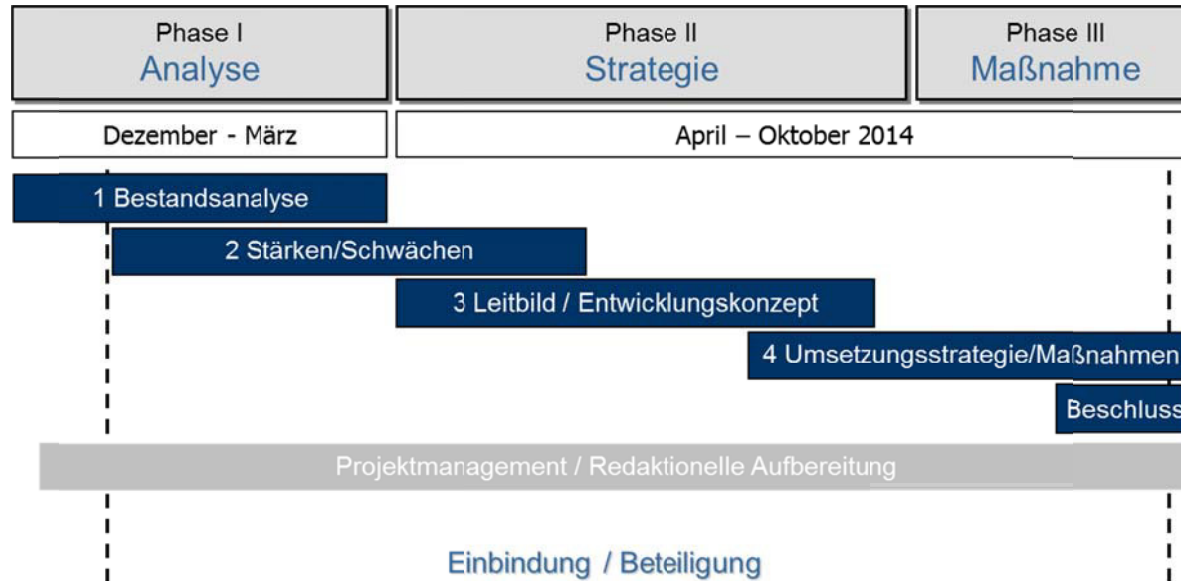 Phase I
Analyse
Phase II
Strategie
Phase III
Maßnahme
Dezember - März
April – Oktober 2014
1 Bestandsanalyse
2 Stärken/Schwächen
3 Leitbild / Entwicklungskonzept
4 Umsetzungsstrategie/Maßnahmen
Beschluss
Projektmanagement / Redaktionelle Aufbereitung
Einbindung / Beteiligung